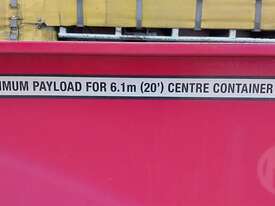 IMUM PAYLOAD FOR 6.1m (20') CENTRE CONTAINER